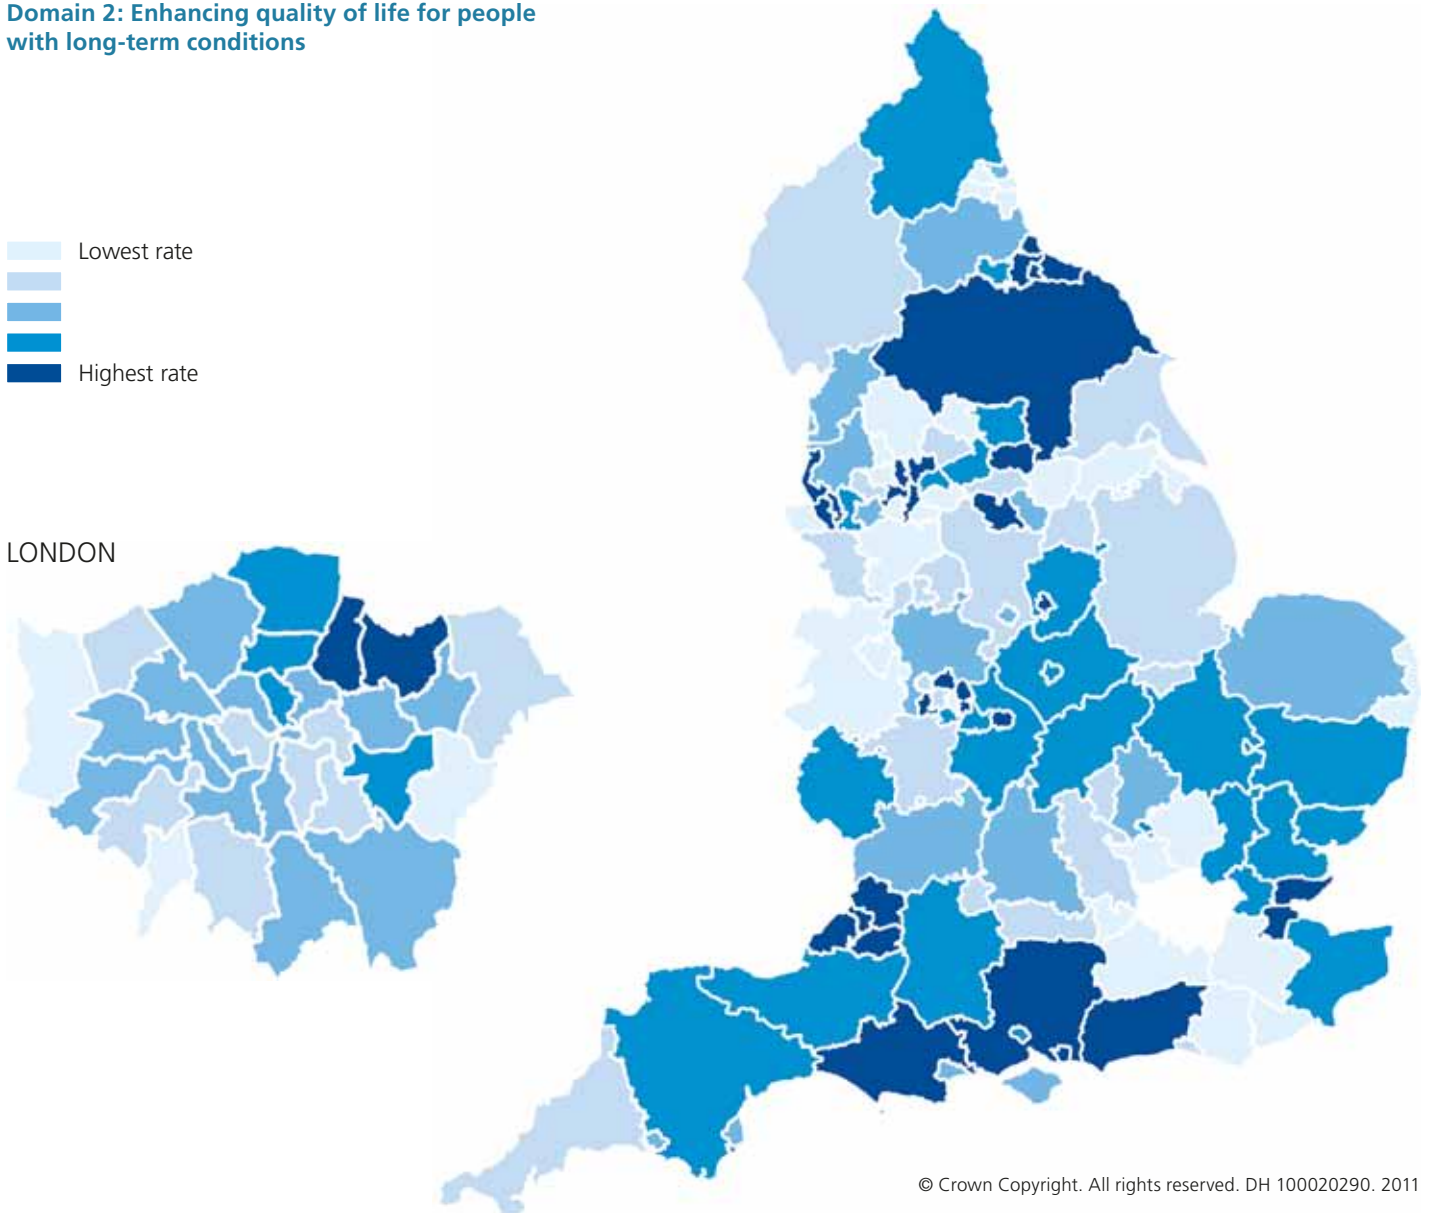 Domain 2: Enhancing quality of life for people
with long-term conditions
Lowest rate
Highest rate
LONDON
© Crown Copyright. All rights reserved. DH 100020290. 2011